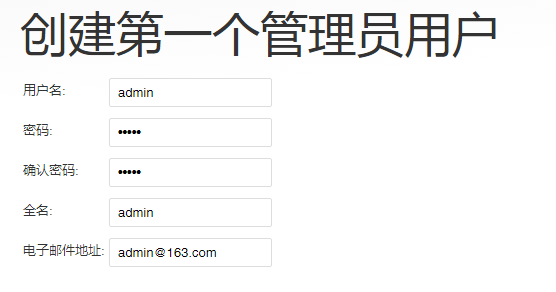 创建第一个管理员用户
用户名: admin
密码: •••••
确认密码: •••••
全名: admin
电子邮件地址: admin@163.com